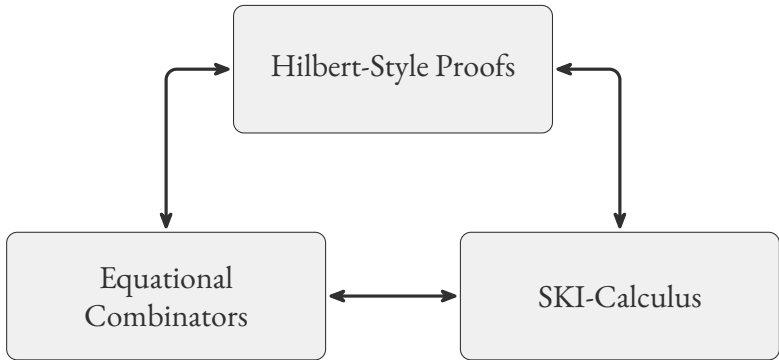 Hilbert-Style Proofs
Equational
Combinators
SKI-Calculus